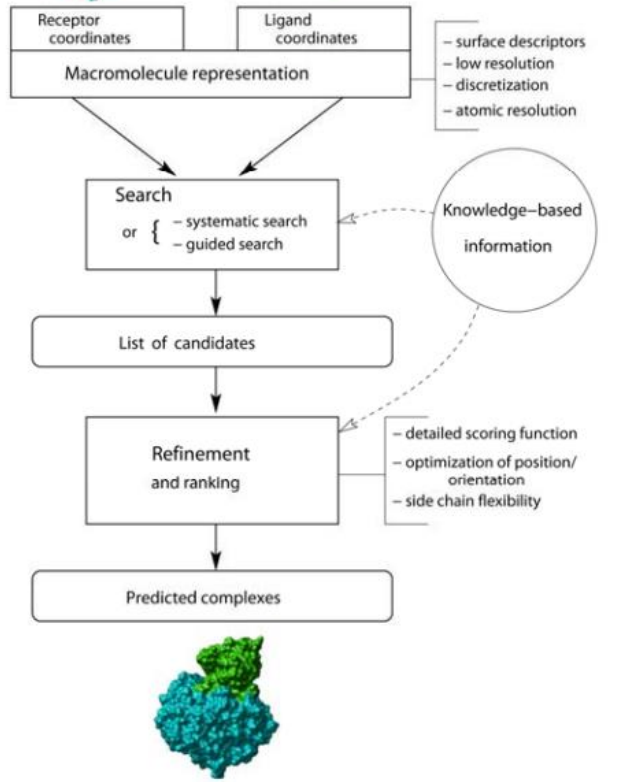 Receptor
coordinates
Ligand
coordinates
Macromolecule representation
– surface descriptors
– low resolution
– discretization
– atomic resolution
Search
or { – systematic search
– guided search
Knowledge–based
information
List of candidates
Refinement
and ranking
– detailed scoring function
– optimization of position/
orientation
– side chain flexibility
Predicted complexes